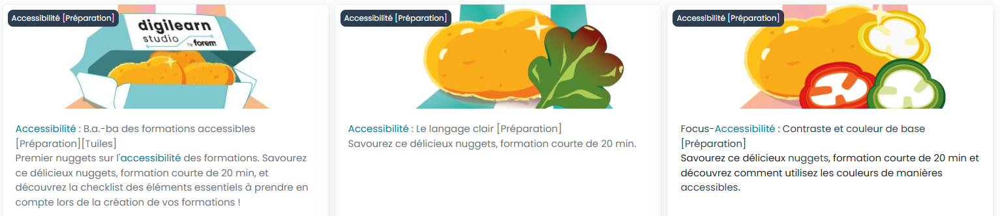 Accessibilité [Préparation]
digilearn
studio
by forem
Accessibilité : B.a.-ba des formations accessibles
[Préparation][Tuiles]
Premier nuggets sur l'accessibilité des formations. Savourez
ce délicieux nuggets, formation courte de 20 min, et
découvrez la checklist des éléments essentiels à prendre en
compte lors de la création de vos formations !
Accessibilité [Préparation]
Accessibilité : Le langage clair [Préparation]
Savourez ce délicieux nuggets, formation courte de 20 min.
Accessibilité [Préparation]
Focus-Accessibilité : Contraste et couleur de base
[Préparation]
Savourez ce délicieux nuggets, formation courte de 20 min et
découvrez comment utilisez les couleurs de manières
accessibles.